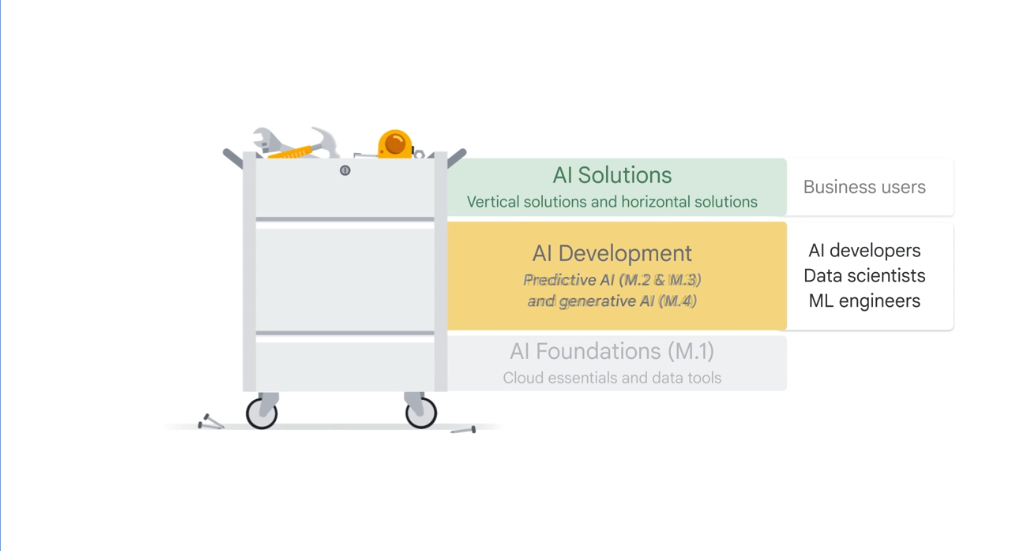 AI Solutions
Vertical solutions and horizontal solutions
Business users
AI Development
Predictive AI (M.2 & M.3)
and generative AI (M.4)
AI developers
Data scientists
ML engineers
AI Foundations (M.1)
Cloud essentials and data tools